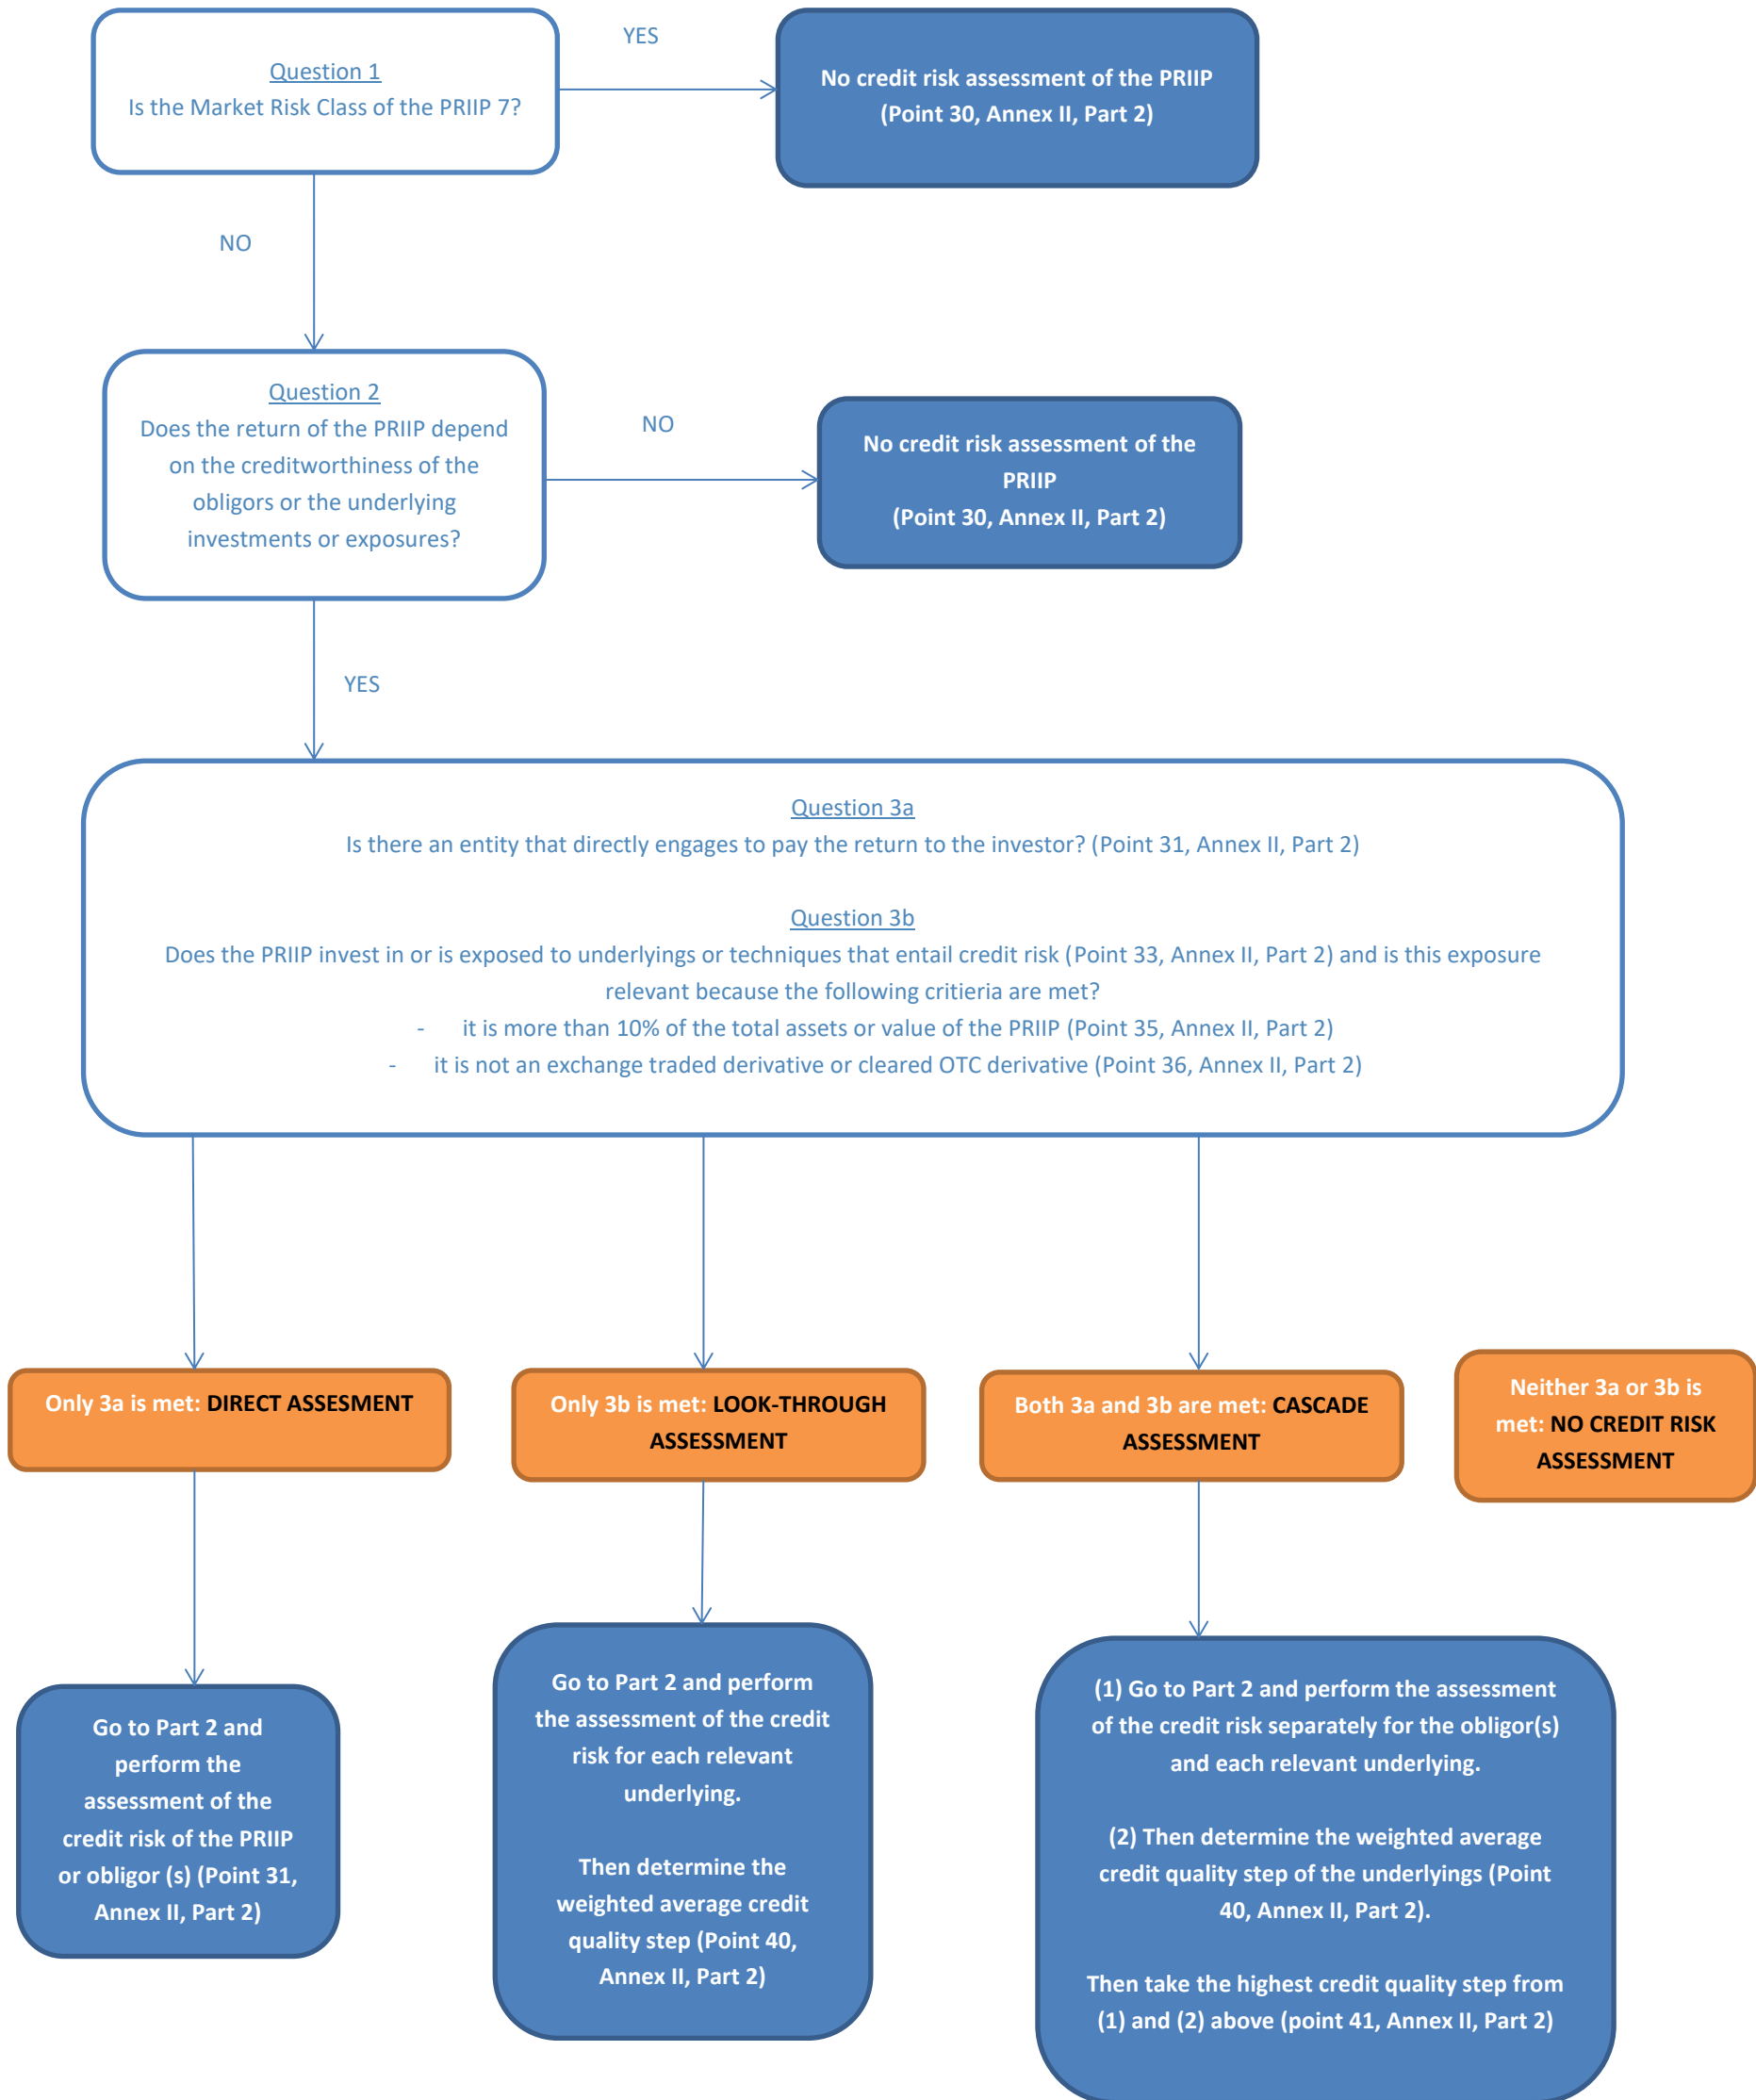 Question 1
Is the Market Risk Class of the PRIIP 7?
YES
No credit risk assessment of the PRIIP
(Point 30, Annex II, Part 2)
NO
Question 2
Does the return of the PRIIP depend
on the creditworthiness of the
obligors or the underlying
investments or exposures?
NO
No credit risk assessment of the
PRIIP
(Point 30, Annex II, Part 2)
YES
Question 3a
Is there an entity that directly engages to pay the return to the investor? (Point 31, Annex II, Part 2)
Question 3b
Does the PRIIP invest in or is exposed to underlyings or techniques that entail credit risk (Point 33, Annex II, Part 2) and is this exposure
relevant because the following critieria are met?
- it is more than 10% of the total assets or value of the PRIIP (Point 35, Annex II, Part 2)
- it is not an exchange traded derivative or cleared OTC derivative (Point 36, Annex II, Part 2)
Only 3a is met: DIRECT ASSESMENT
Only 3b is met: LOOK-THROUGH
ASSESSMENT
Both 3a and 3b are met: CASCADE
ASSESSMENT
Neither 3a or 3b is
met: NO CREDIT RISK
ASSESSMENT
Go to Part 2 and
perform the
assessment of the
credit risk of the PRIIP
or obligor (s) (Point 31,
Annex II, Part 2)
Go to Part 2 and perform
the assessment of the credit
risk for each relevant
underlying.
Then determine the
weighted average credit
quality step (Point 40,
Annex II, Part 2)
(1) Go to Part 2 and perform the assessment
of the credit risk separately for the obligor(s)
and each relevant underlying.
(2) Then determine the weighted average
credit quality step of the underlyings (Point
40, Annex II, Part 2).
Then take the highest credit quality step from
(1) and (2) above (point 41, Annex II, Part 2)